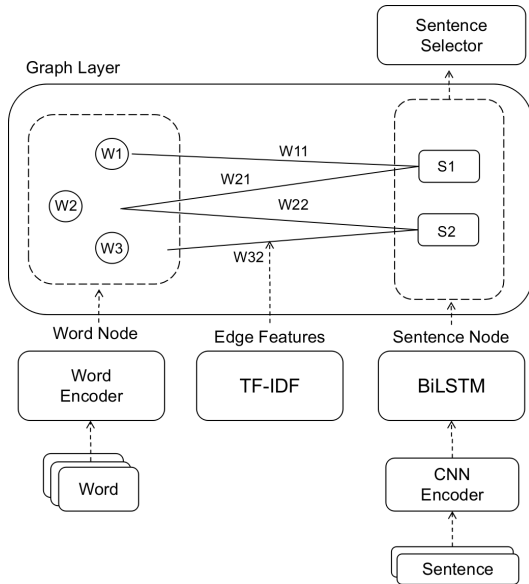 Sentence
Selector
Graph Layer
W1
W11
S1
W21
W2
W22
S2
W3
W32
Word Node
Edge Features
Sentence Node
Word
Encoder
TF-IDF
BiLSTM
Word
CNN
Encoder
Sentence